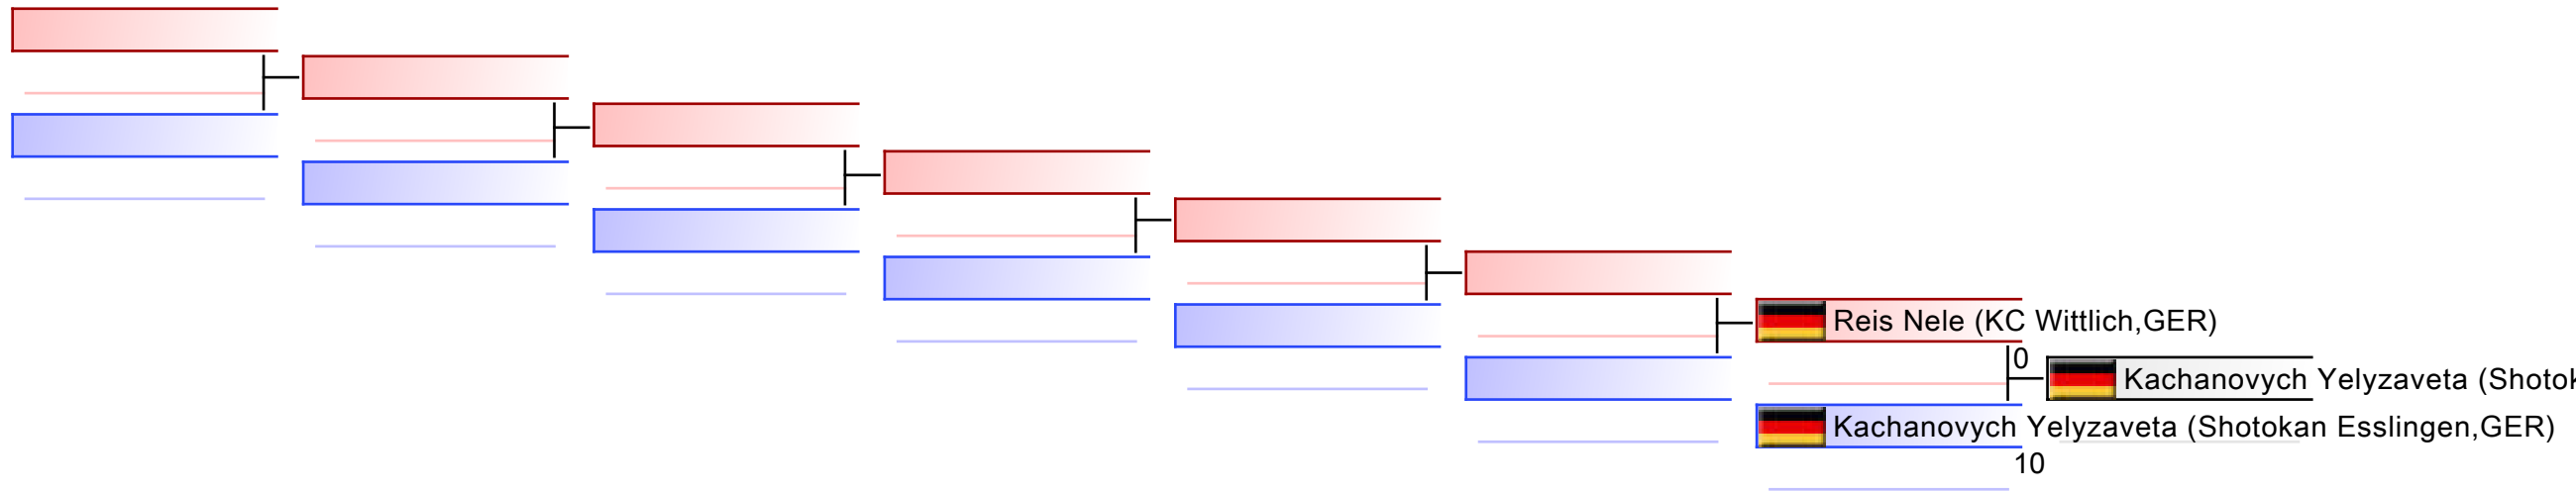 Reis Nele (KC Wittlich,GER)
0
Kachanovych Yelyzaveta (Shotok
Kachanovych Yelyzaveta (Shotokan Esslingen,GER)
10